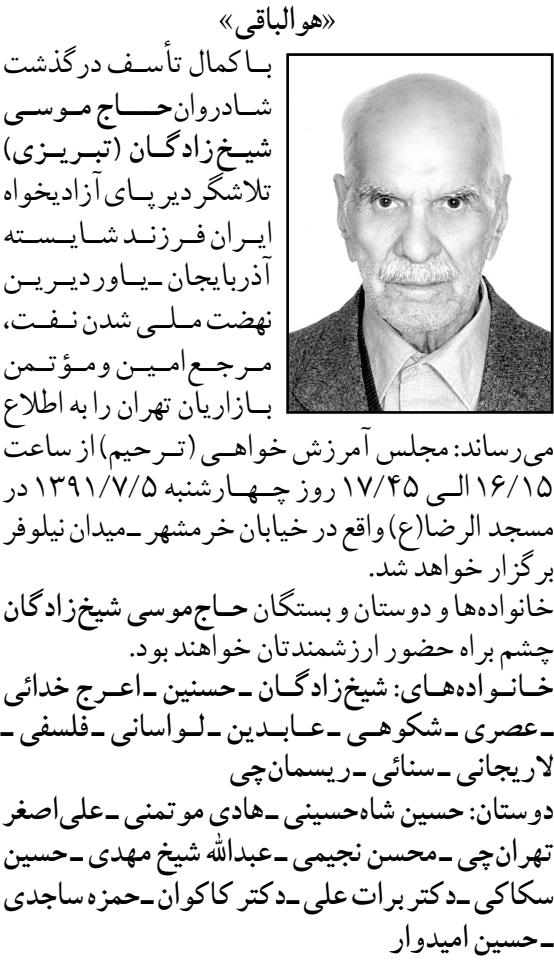 «هوالباقی»
باکمال تأسف درگذشت
شادروان حاج موسی
شیخ‌زادگان (تبریزی)
تلاشگر دیر پای آزادیخواه
ایران فرزند شایسته
آذربایجان ـ یاور دیرین
نهضت ملی شدن نفت،
مرجع امین و مؤتمن
بازاریان تهران را به اطلاع
می‌رساند: مجلس آمرزش خواهی (ترحیم) از ساعت
۱۶/۱۵ الی ۱۷/۴۵ روز چهارشنبه ۱۳۹۱/۷/۵ در
مسجد الرضا(ع) واقع در خیابان خرمشهر ـ میدان نیلوفر
برگزار خواهد شد.
خانواده‌ها و دوستان و بستگان حاج‌موسی شیخ‌زادگان
چشم براه حضور ارزشمندتان خواهند بود.
خانواده‌های: شیخ‌زادگان ـ حسنین ـ اعرج خدائی
ـ عصری ـ شکوهی ـ عابدین ـ لواسانی ـ فلسفی ـ
لاریجانی ـ سنائی ـ ریسمان‌چی
دوستان: حسین شاه‌حسینی ـ هادی موتمنی ـ علی‌اصغر
تهران‌چی ـ محسن نجیمی ـ عبدالله شیخ مهدی ـ حسین
سکاکی ـ دکتر برات علی ـ دکتر کاکوان ـ حمزه ساجدی
ـ حسین امیدوار